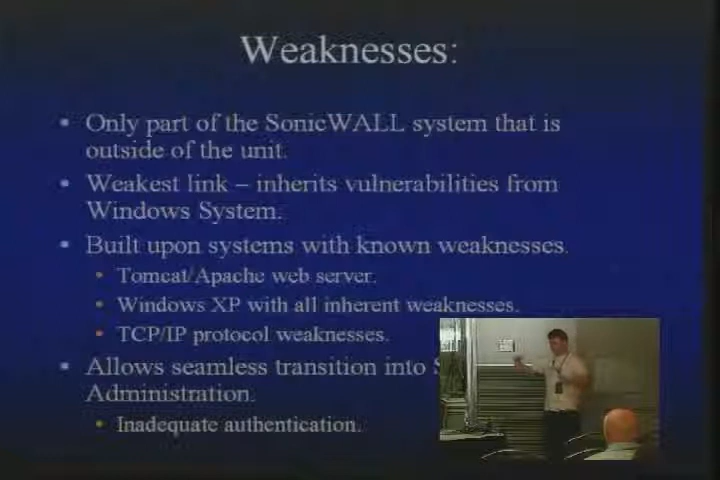 Weaknesses:
• Only part of the SonicWALL system that is
outside of the unit.
• Weakest link – inherits vulnerabilities from
Windows System.
• Built upon systems with known weaknesses.
• Tomcat/Apache web server.
• Windows XP with all inherent weaknesses.
• TCP/IP protocol weaknesses.
• Allows seamless transition into
Administration.
• Inadequate authentication.